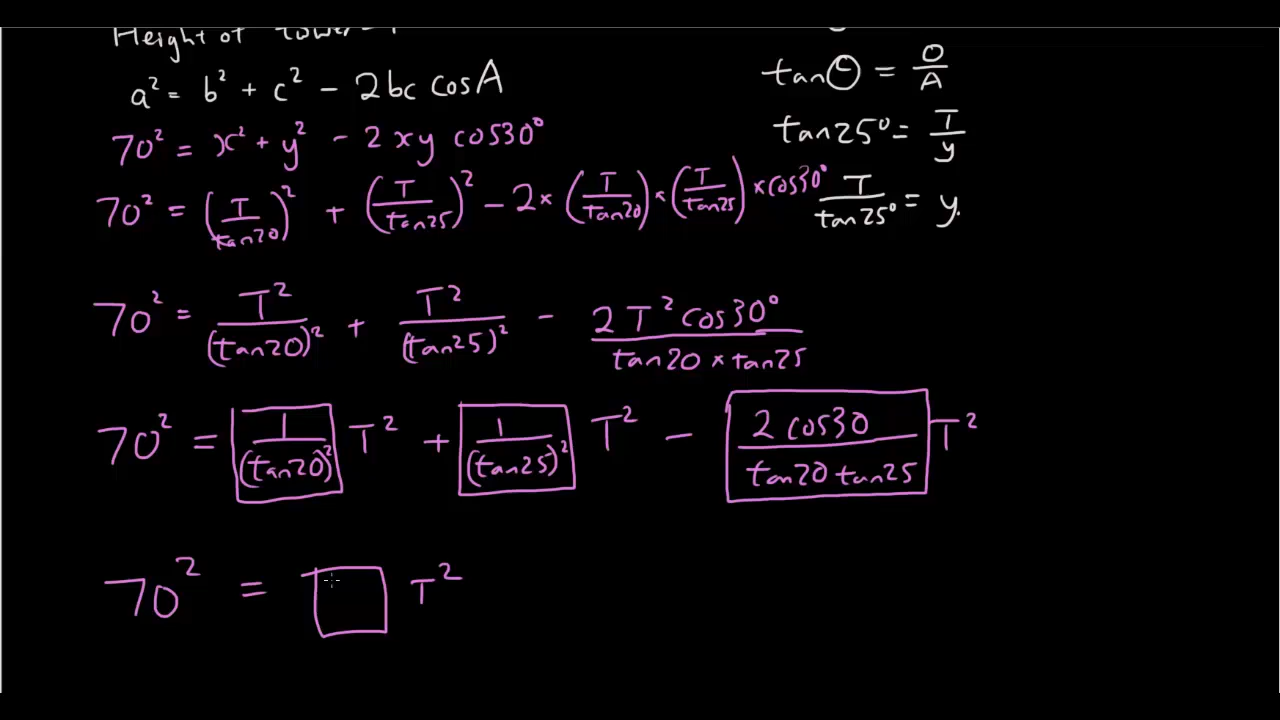 Height of tower
a² = b² + c² - 2bc cosA
70² = x² + y² - 2xy cos30°
70² = (T/tan20)² + (T/tan25)² - 2 × (T/tan20) × (T/tan25) × cos30°
70² = T²/(tan20)² + T²/(tan25)² - 2T² cos30°/tan20 × tan25
70² = 1/(tan20)² T² + 1/(tan25)² T² - 2 cos30/tan20 tan25 T²
70² = □ T²
tanΘ = O/A
tan25° = T/y
T/tan25° = y.